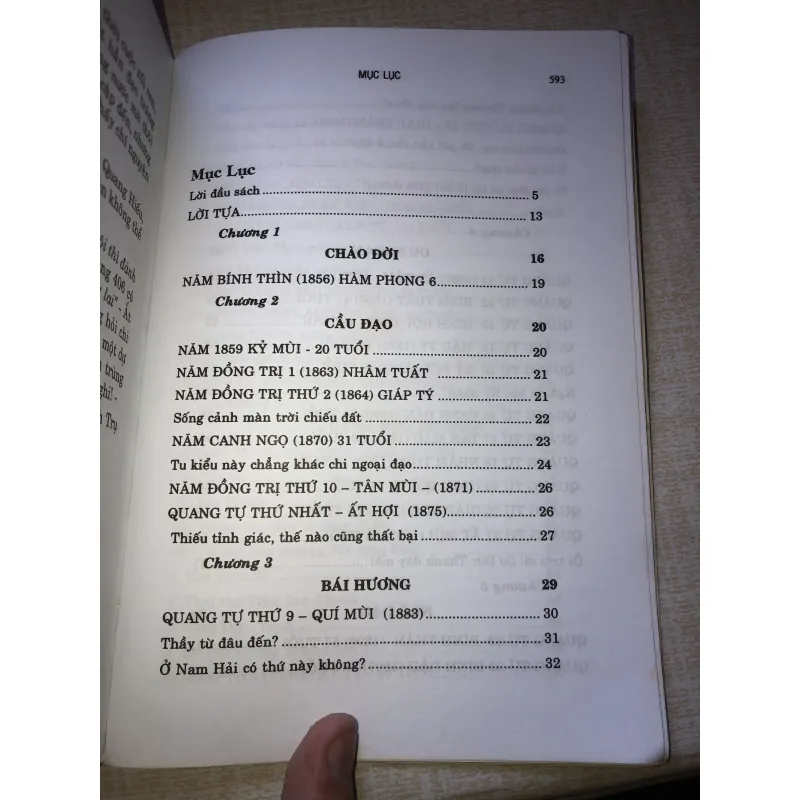 MỤC LỤC 593
Mục Lục
Lời đầu sách 5
LỜI TỰA 13
Chương 1
CHÀO ĐỜI 16
NĂM BÍNH THÌN (1856) HÀM PHONG 6 19
Chương 2
CẦU ĐẠO 20
NĂM 1859 KỶ MÙI - 20 TUỔI 20
NĂM ĐỒNG TRỊ 1 (1863) NHÂM TUẤT 21
NĂM ĐỒNG TRỊ THỨ 2 (1864) GIÁP TÝ 21
Sống cảnh màn trời chiếu đất 22
NĂM CANH NGỌ (1870) 31 TUỔI 23
Tu kiểu này chẳng khác chi ngoại đạo 24
NĂM ĐỒNG TRỊ THỨ 10 – TÂN MÙI – (1871) 26
QUANG TỰ THỨ NHẤT – ẤT HỢI (1875) 26
Thiếu tỉnh giác, thế nào cũng thất bại 27
Chương 3
BÁI HƯƠNG 29
QUANG TỰ THỨ 9 – QUÍ MÙI (1883) 30
Thầy từ đâu đến? 31
Ở Nam Hải có thứ này không? 32